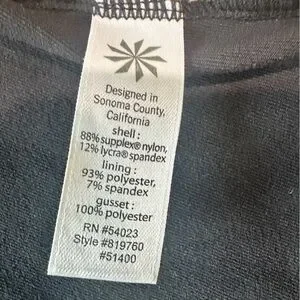 Designed in
Sonoma County,
California
shell :
88% supplex® nylon,
12% lycra® spandex
lining :
93% polyester,
7% spandex
gusset :
100% polyester
RN #54023
Style #819760
#51400